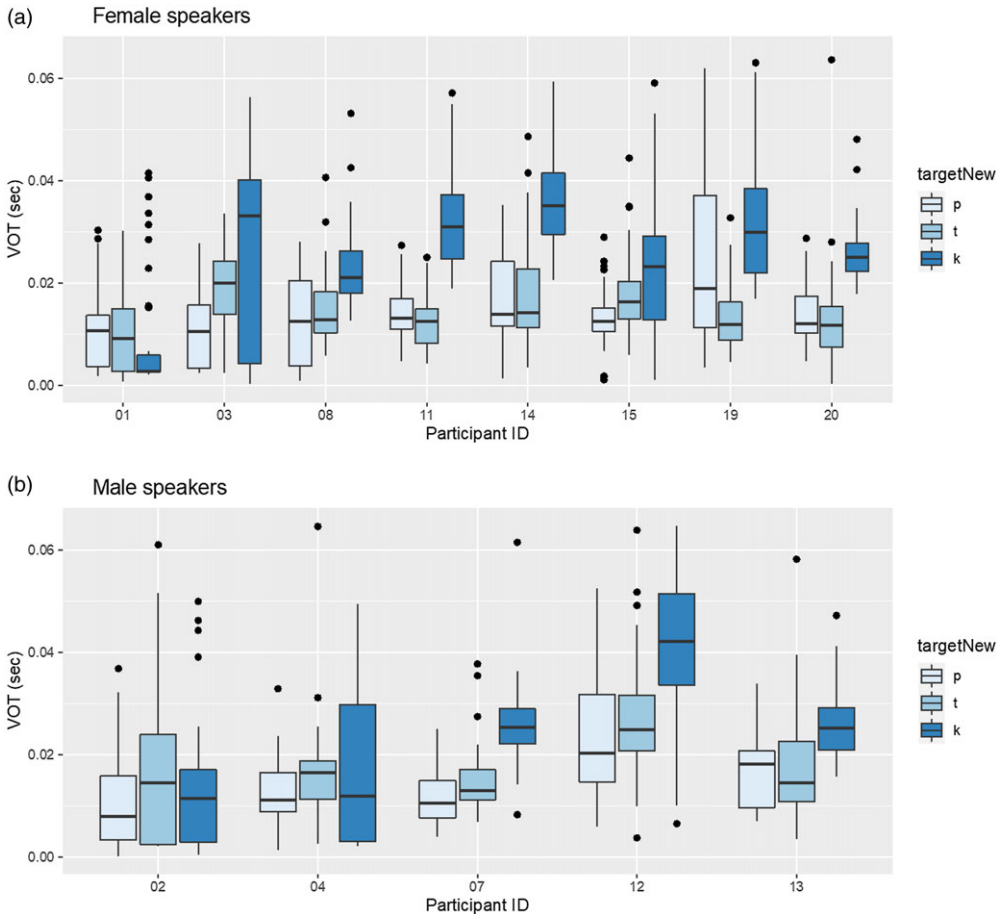 (a) Female speakers
0.06
0.04
0.02
0.00
VOT (sec)
01 03 08 11 14 15 19 20
Participant ID
targetNew
p
t
k
(b) Male speakers
0.06
0.04
0.02
0.00
VOT (sec)
02 04 07 12 13
Participant ID
targetNew
p
t
k